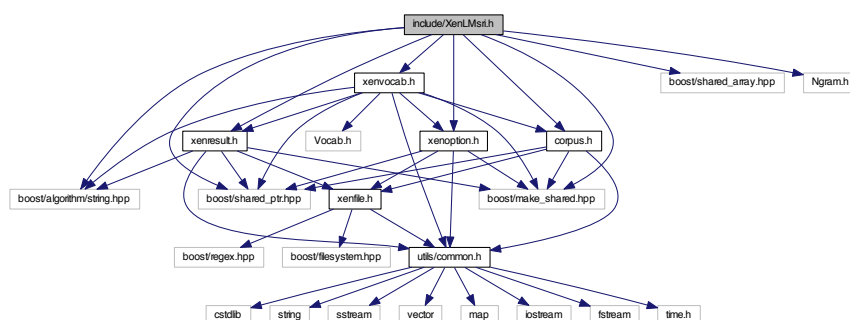 include/XenLMsri.h
xenvocab.h
boost/shared_array.hpp
Ngram.h
xenresult.h
Vocab.h
xenoption.h
corpus.h
boost/algorithm/string.hpp
boost/shared_ptr.hpp
xenfile.h
boost/make_shared.hpp
boost/regex.hpp
boost/filesystem.hpp
utils/common.h
cstdlib
string
sstream
vector
map
iostream
fstream
time.h